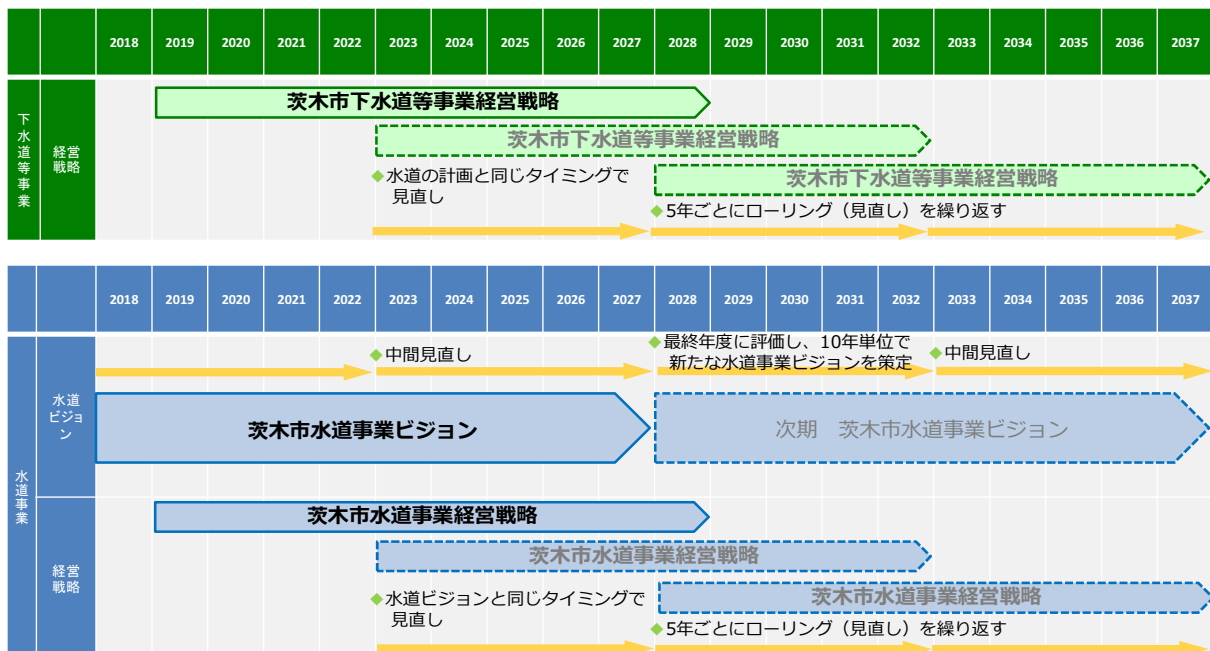 2018 2019 2020 2021 2022 2023 2024 2025 2026 2027 2028 2029 2030 2031 2032 2033 2034 2035 2036 2037
下水道等事業
経営
戦略
茨木市下水道等事業経営戦略
茨木市下水道等事業経営戦略
◆水道の計画と同じタイミングで
見直し
茨木市下水道等事業経営戦略
◆5年ごとにローリング（見直し）を繰り返す
2018 2019 2020 2021 2022 2023 2024 2025 2026 2027 2028 2029 2030 2031 2032 2033 2034 2035 2036 2037
水道事業
水道
ビジョ
ン
◆中間見直し
◆最終年度に評価し、10年単位で
新たな水道事業ビジョンを策定
◆中間見直し
茨木市水道事業ビジョン
次期　茨木市水道事業ビジョン
経営
戦略
茨木市水道事業経営戦略
茨木市水道事業経営戦略
◆水道ビジョンと同じタイミングで
見直し
茨木市水道事業経営戦略
◆5年ごとにローリング（見直し）を繰り返す